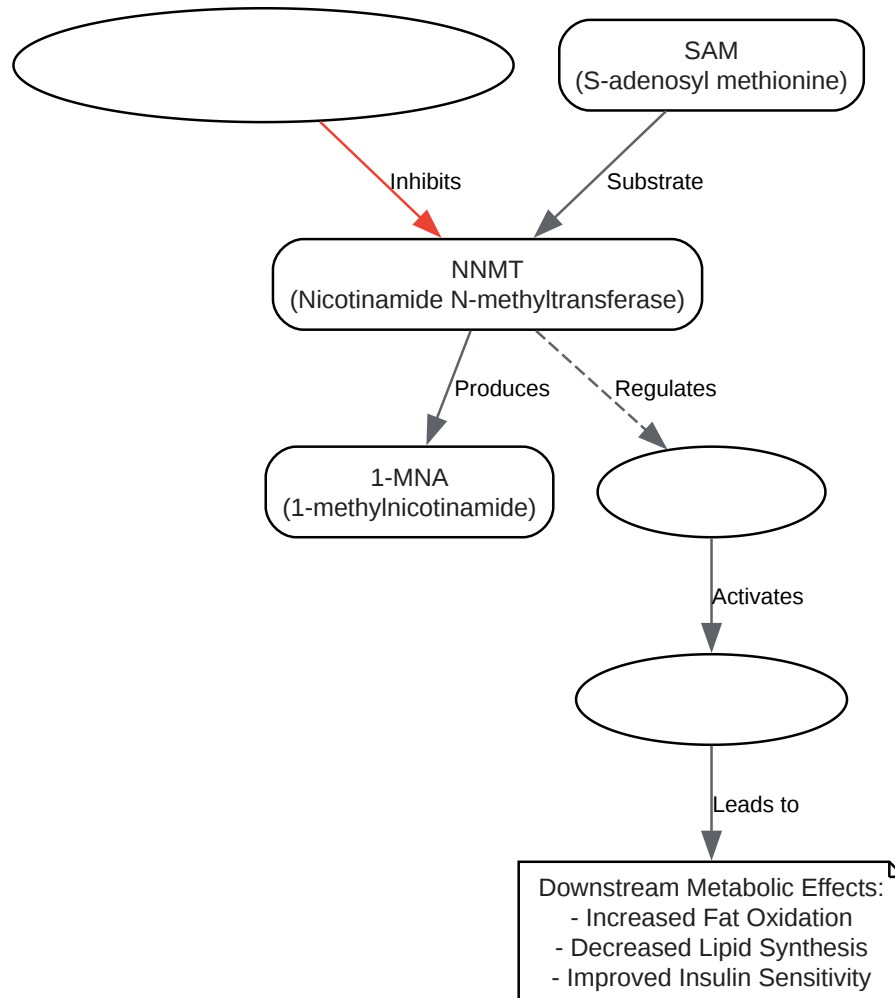 SAM
(S-adenosyl methionine)
Inhibits
Substrate
NNMT
(Nicotinamide N-methyltransferase)
Produces
Regulates
1-MNA
(1-methylnicotinamide)
Activates
Leads to
Downstream Metabolic Effects:
- Increased Fat Oxidation
- Decreased Lipid Synthesis
- Improved Insulin Sensitivity